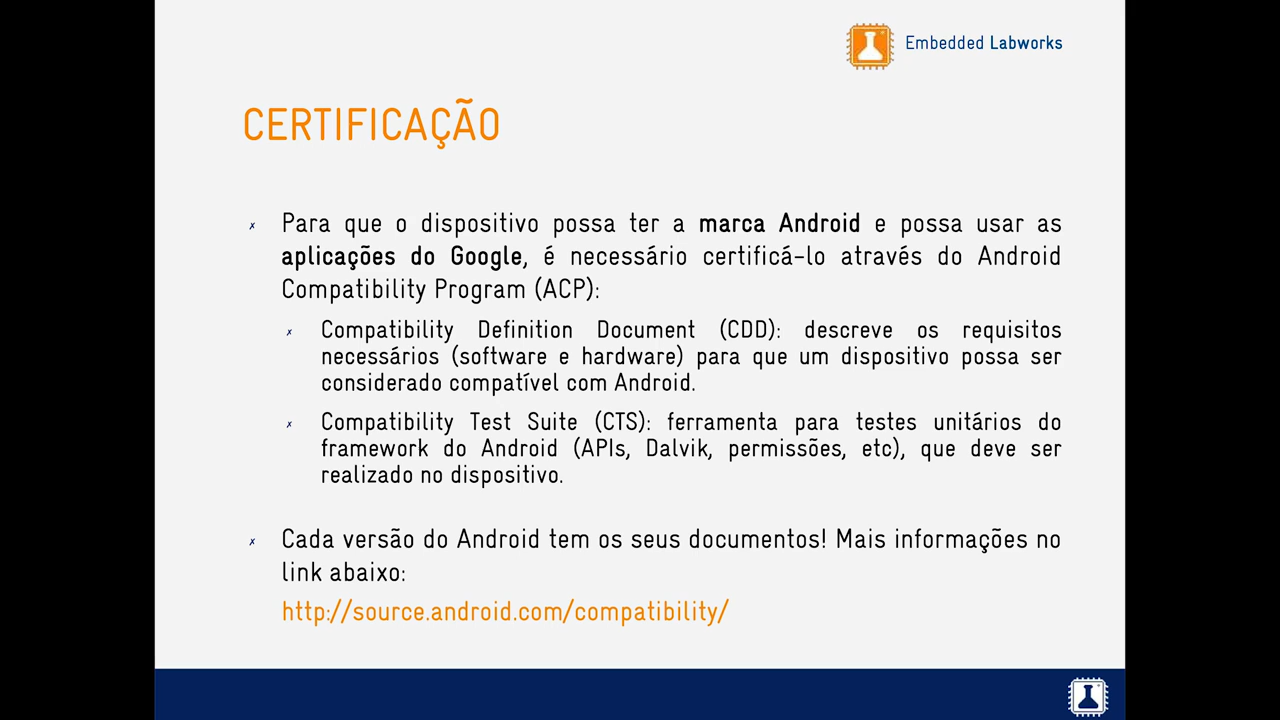 Embedded Labworks
CERTIFICAÇÃO
✗ Para que o dispositivo possa ter a marca Android e possa usar as
aplicações do Google, é necessário certificá-lo através do Android
Compatibility Program (ACP):
✗ Compatibility Definition Document (CDD): descreve os requisitos
necessários (software e hardware) para que um dispositivo possa ser
considerado compatível com Android.
✗ Compatibility Test Suite (CTS): ferramenta para testes unitários do
framework do Android (APIs, Dalvik, permissões, etc), que deve ser
realizado no dispositivo.
✗ Cada versão do Android tem os seus documentos! Mais informações no
link abaixo:
http://source.android.com/compatibility/